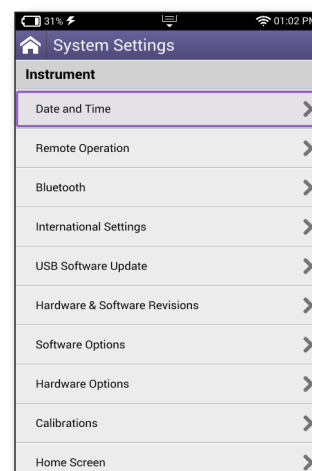 31% 01:02 PM
System Settings
Instrument
Date and Time
Remote Operation
Bluetooth
International Settings
USB Software Update
Hardware & Software Revisions
Software Options
Hardware Options
Calibrations
Home Screen